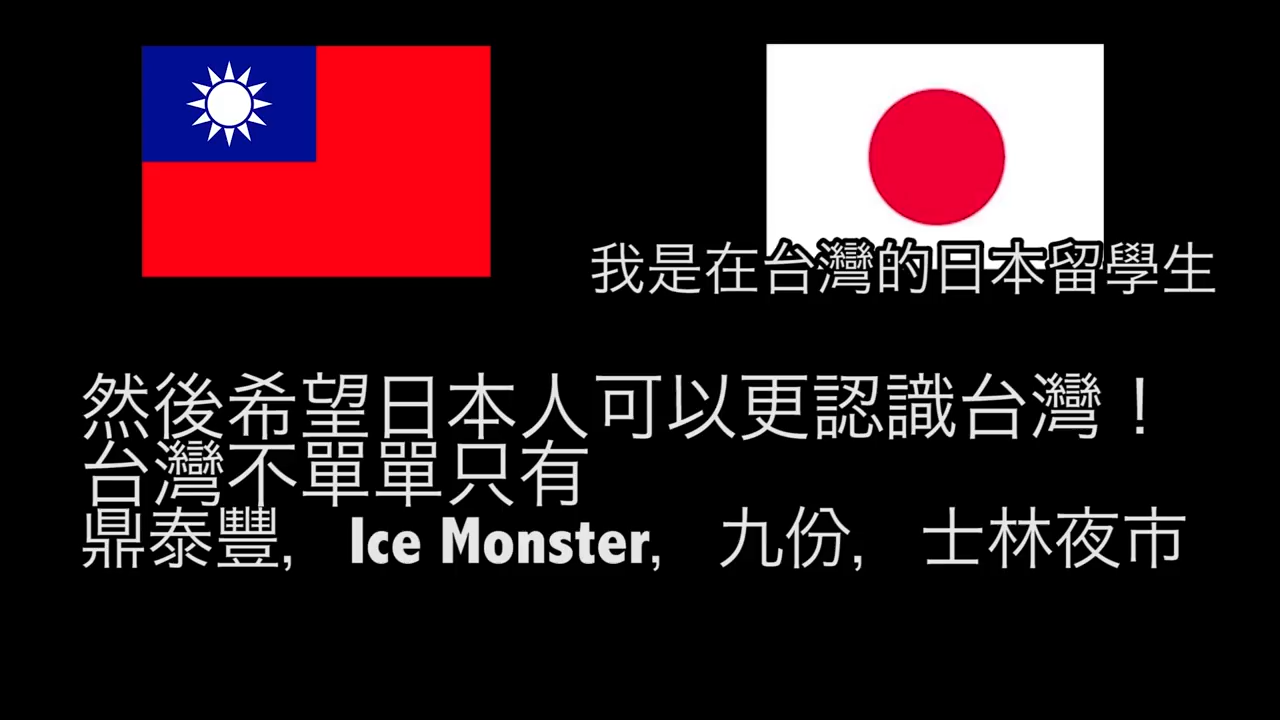 我是在台灣的日本留學生
然後希望日本人可以更認識台灣！
台灣不單單只有
鼎泰豐, Ice Monster, 九份, 士林夜市